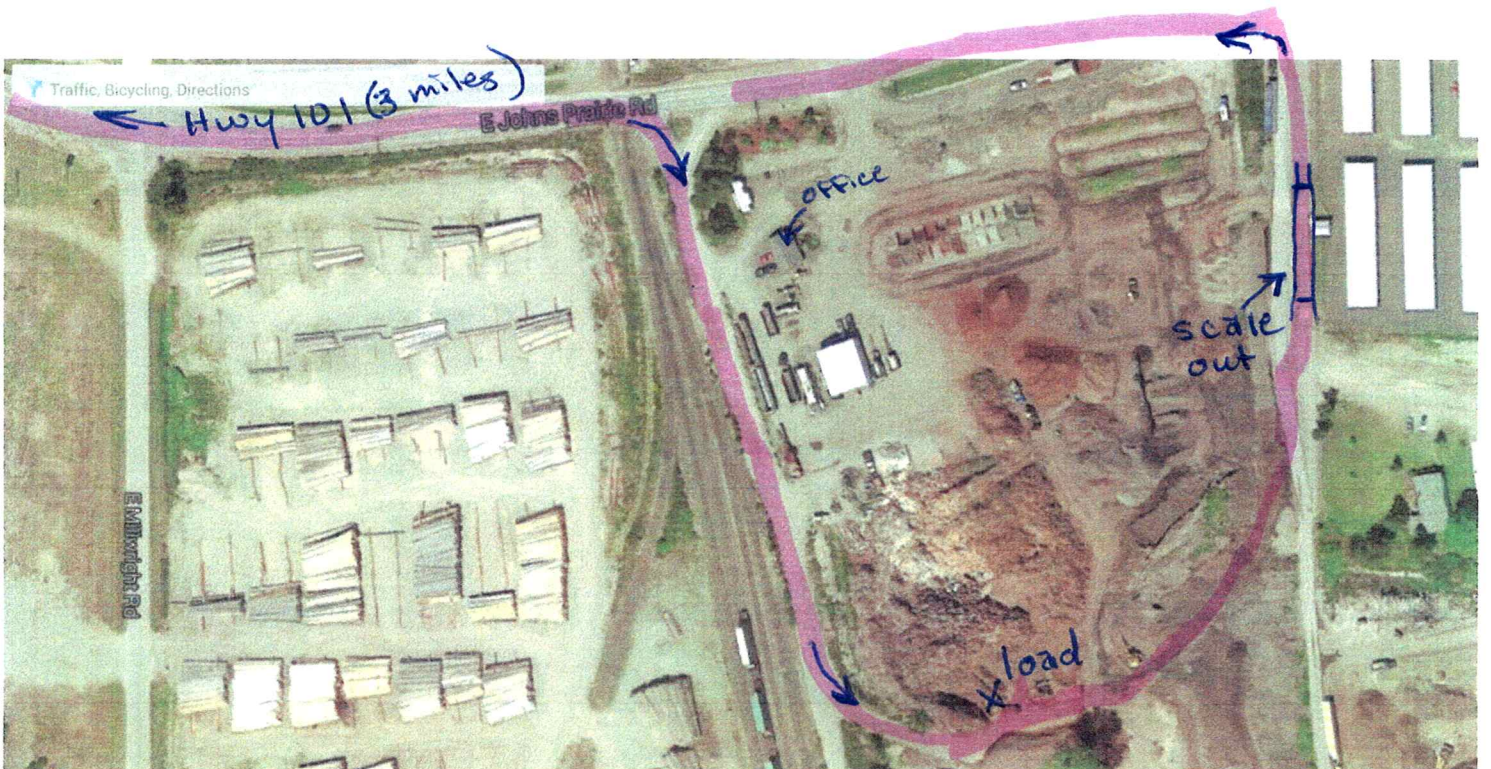 Traffic, Bicycling, Directions
Hwy 101 (3 miles)
E Johns Prairie Rd
office
scale
out
E Millwright Rd
load
X